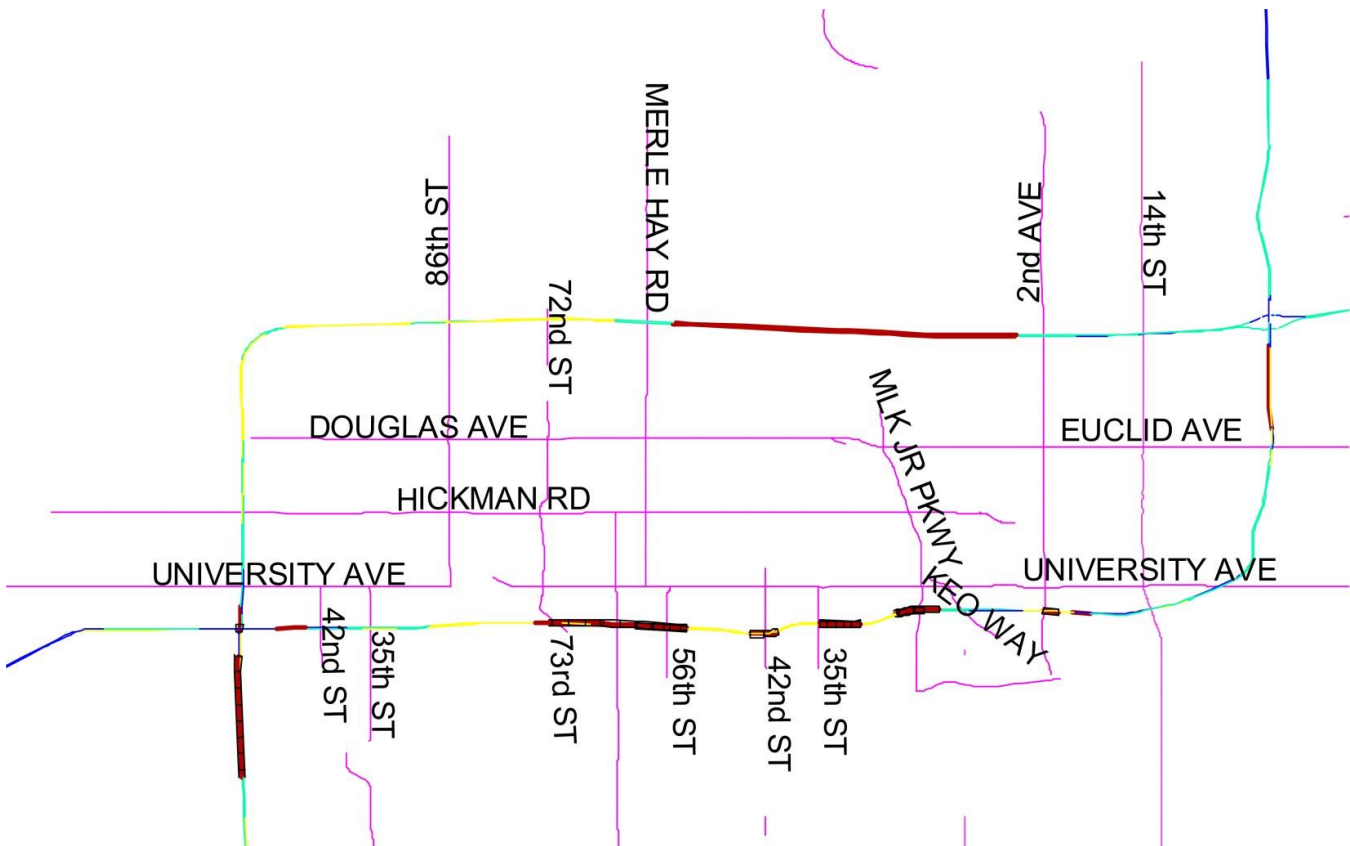 MERLE HAY RD
86th ST
2nd AVE
14th ST
72nd ST
MLK JR PKWY
DOUGLAS AVE
EUCLID AVE
HICKMAN RD
UNIVERSITY AVE
UNIVERSITY AVE
KEO WAY
42nd ST
35th ST
73rd ST
56th ST
42nd ST
35th ST